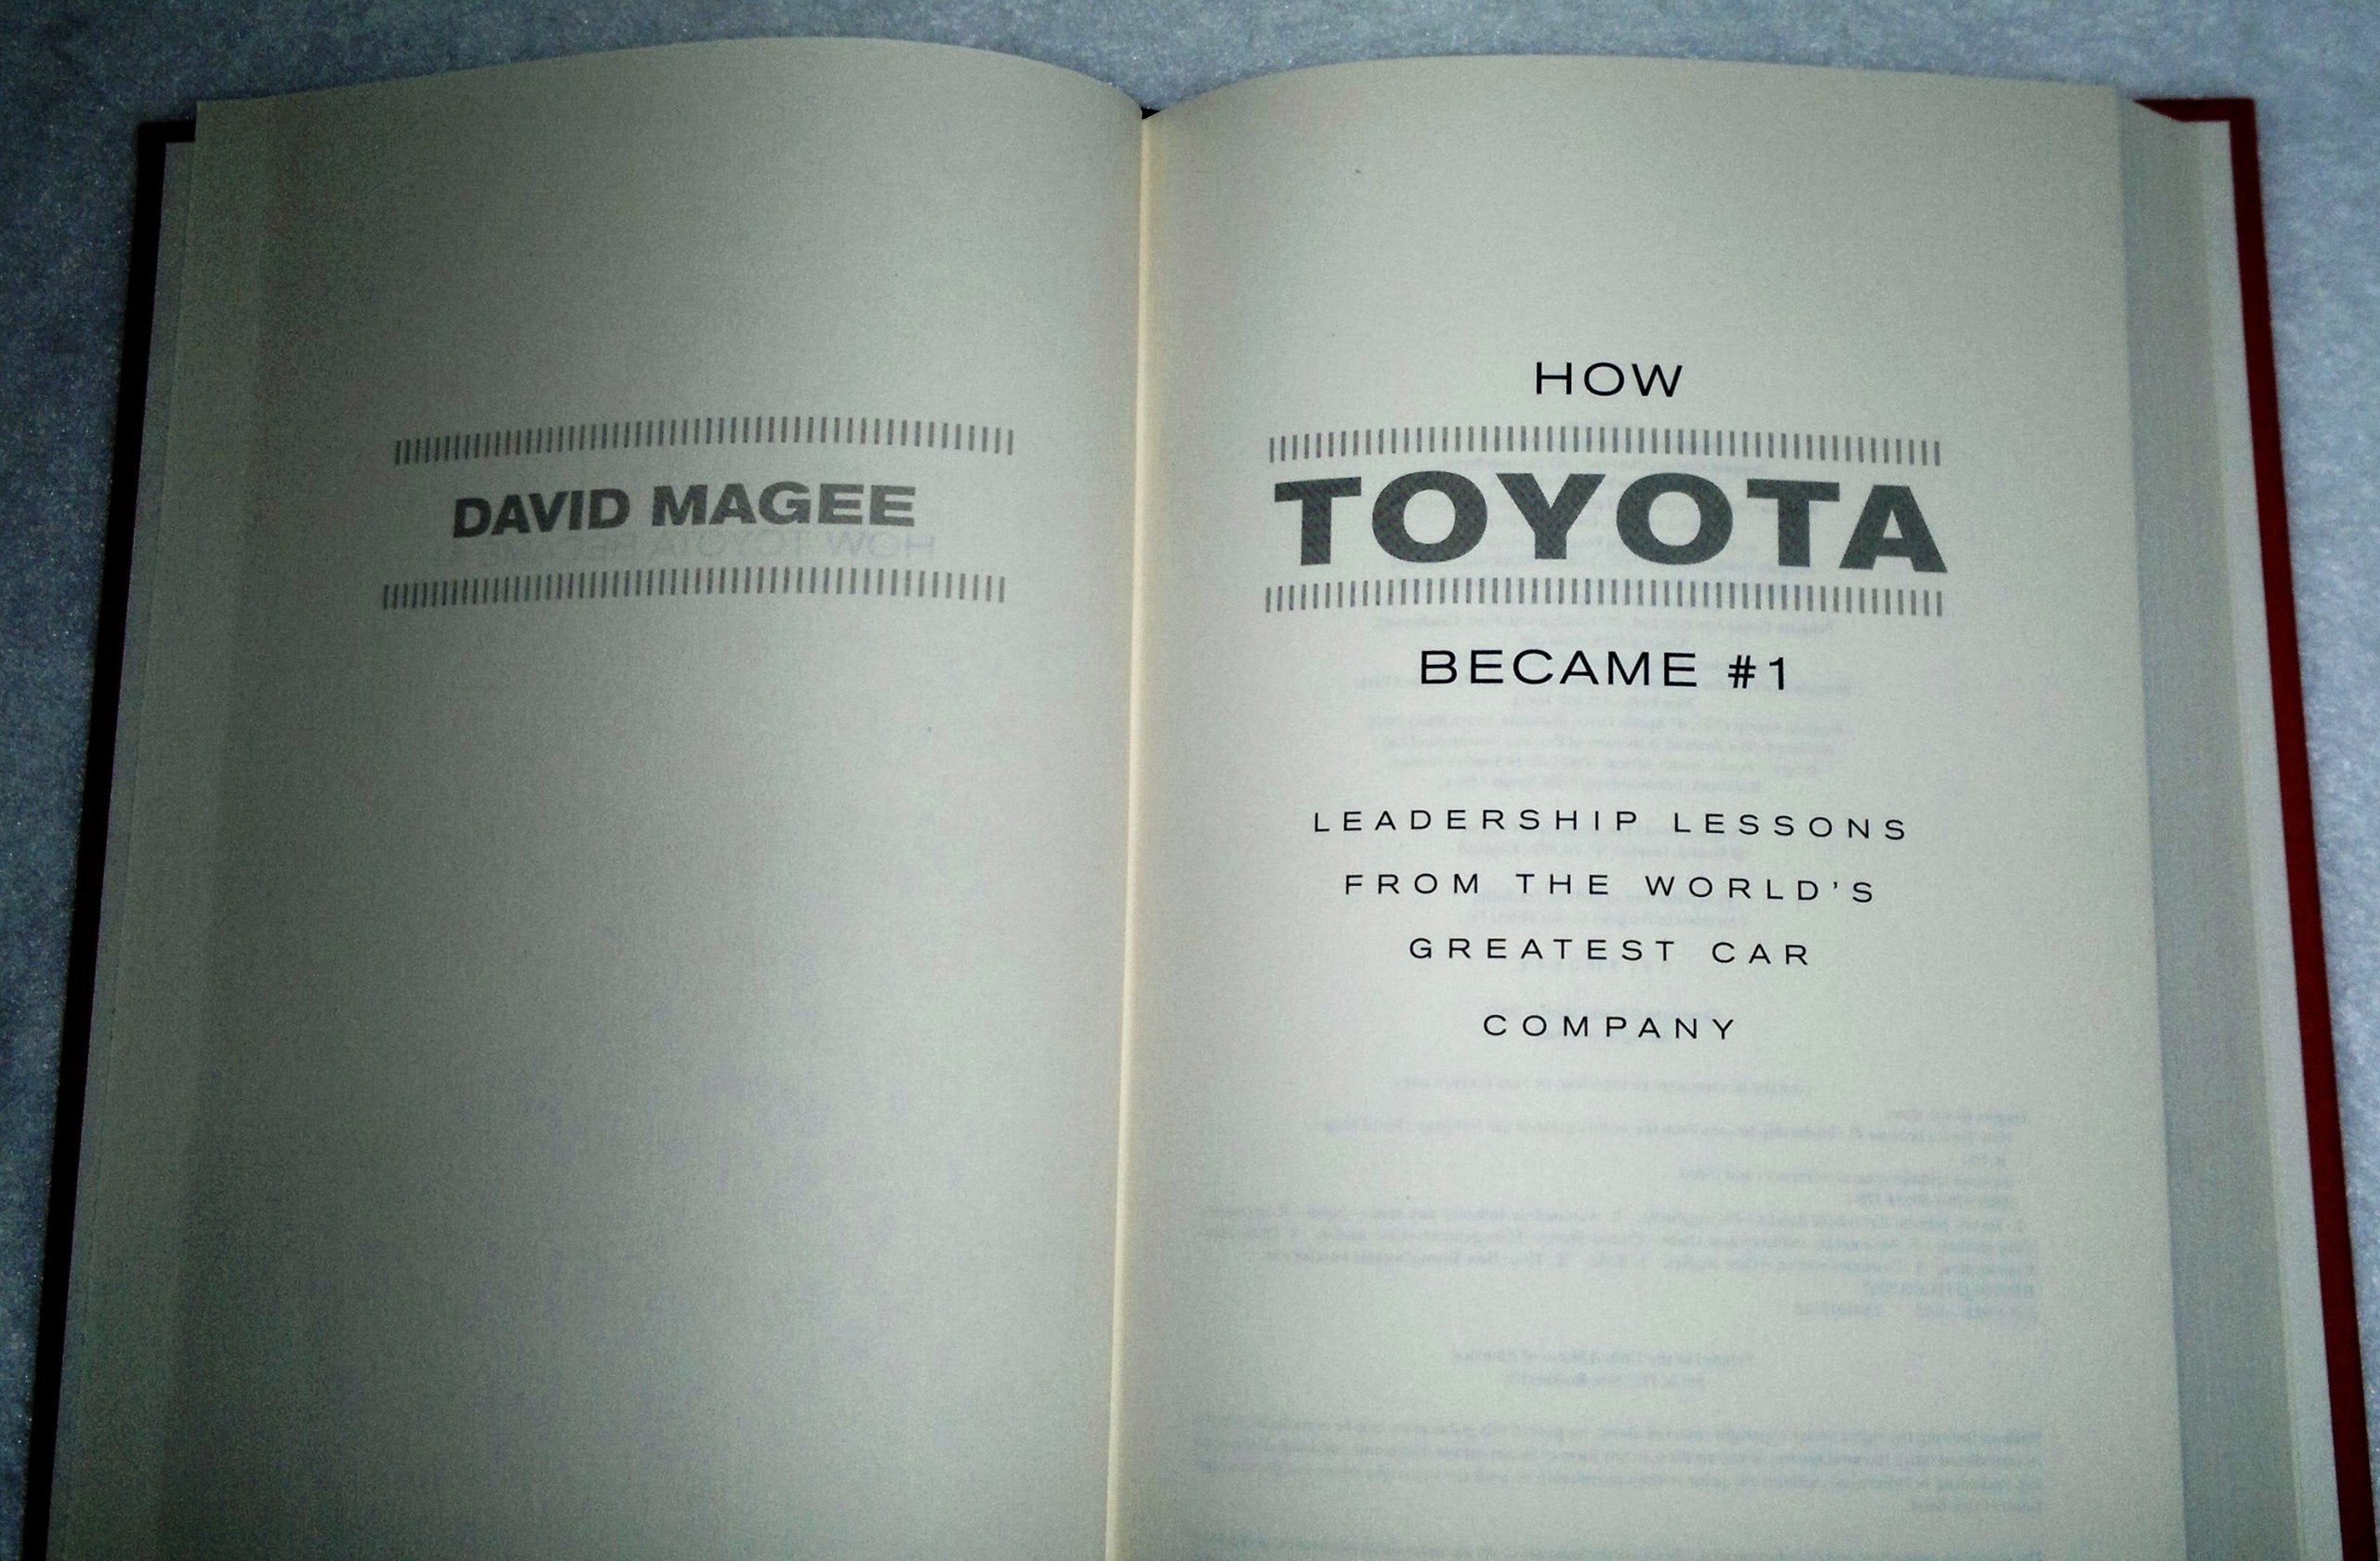 DAVID MAGEE
HOW
TOYOTA
BECAME #1
LEADERSHIP LESSONS
FROM THE WORLD'S
GREATEST CAR
COMPANY